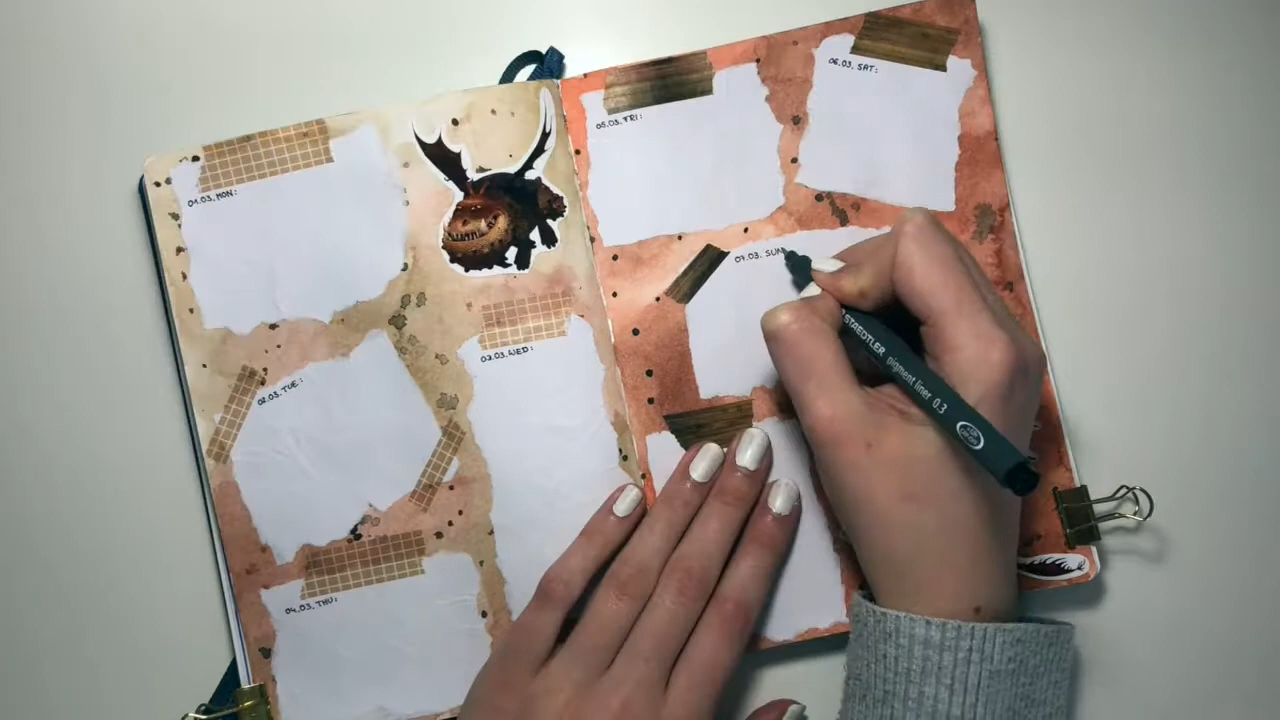 01.03. MON:
02.03. TUE:
03.03. WED:
04.03. THU:
05.03. FRI:
06.03. SAT:
07.03. SUN
STAEDTLER pigment liner 0.3